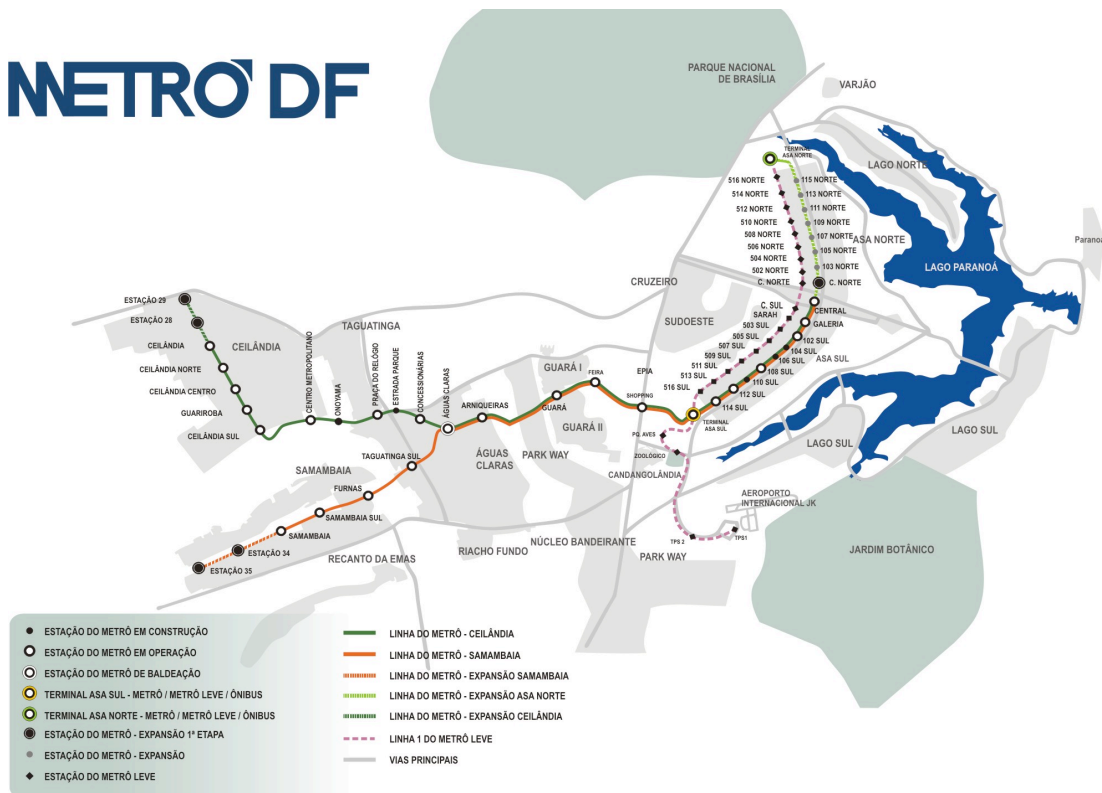 METRÔ DF
PARQUE NACIONAL
DE BRASÍLIA
VARJÃO
TERMINAL
ASA NORTE
LAGO NORTE
516 NORTE
514 NORTE
512 NORTE
510 NORTE
508 NORTE
506 NORTE
504 NORTE
502 NORTE
C. NORTE
115 NORTE
113 NORTE
111 NORTE
109 NORTE
107 NORTE
105 NORTE
103 NORTE
C. NORTE
ASA NORTE
LAGO PARANOÁ
Paranoá
CRUZEIRO
SUDOESTE
C. SUL
SARAH
503 SUL
505 SUL
507 SUL
509 SUL
511 SUL
513 SUL
516 SUL
CENTRAL
GALERIA
102 SUL
104 SUL
106 SUL
108 SUL
110 SUL
112 SUL
114 SUL
ASA SUL
TERMINAL
ASA SUL
LAGO SUL
LAGO SUL
ESTAÇÃO 29
ESTAÇÃO 28
CEILÂNDIA
CEILÂNDIA
CEILÂNDIA NORTE
CEILÂNDIA CENTRO
GUARIROBA
CEILÂNDIA SUL
TAGUATINGA
CENTRO METROPOLITANO
ONOYAMA
PRAÇA DO RELÓGIO
ESTRADA PARQUE
CONCESSIONÁRIAS
ÁGUAS CLARAS
ARNIQUEIRAS
GUARÁ I
FEIRA
GUARÁ
GUARÁ II
EPIA
SHOPPING
PQ. AVES
ZOOLÓGICO
CANDANGOLÂNDIA
AEROPORTO
INTERNACIONAL JK
TPS 2
TPS1
PARK WAY
ÁGUAS
CLARAS
PARK WAY
TAGUATINGA SUL
SAMAMBAIA
FURNAS
SAMAMBAIA SUL
SAMAMBAIA
ESTAÇÃO 34
ESTAÇÃO 35
RECANTO DA EMAS
RIACHO FUNDO
NÚCLEO BANDEIRANTE
JARDIM BOTÂNICO
ESTAÇÃO DO METRÔ EM CONSTRUÇÃO
ESTAÇÃO DO METRÔ EM OPERAÇÃO
ESTAÇÃO DO METRÔ DE BALDEAÇÃO
TERMINAL ASA SUL - METRÔ / METRÔ LEVE / ÔNIBUS
TERMINAL ASA NORTE - METRÔ / METRÔ LEVE / ÔNIBUS
ESTAÇÃO DO METRÔ - EXPANSÃO 1ª ETAPA
ESTAÇÃO DO METRÔ - EXPANSÃO
ESTAÇÃO DO METRÔ LEVE
LINHA DO METRÔ - CEILÂNDIA
LINHA DO METRÔ - SAMAMBAIA
LINHA DO METRÔ - EXPANSÃO SAMAMBAIA
LINHA DO METRÔ - EXPANSÃO ASA NORTE
LINHA DO METRÔ - EXPANSÃO CEILÂNDIA
LINHA 1 DO METRÔ LEVE
VIAS PRINCIPAIS